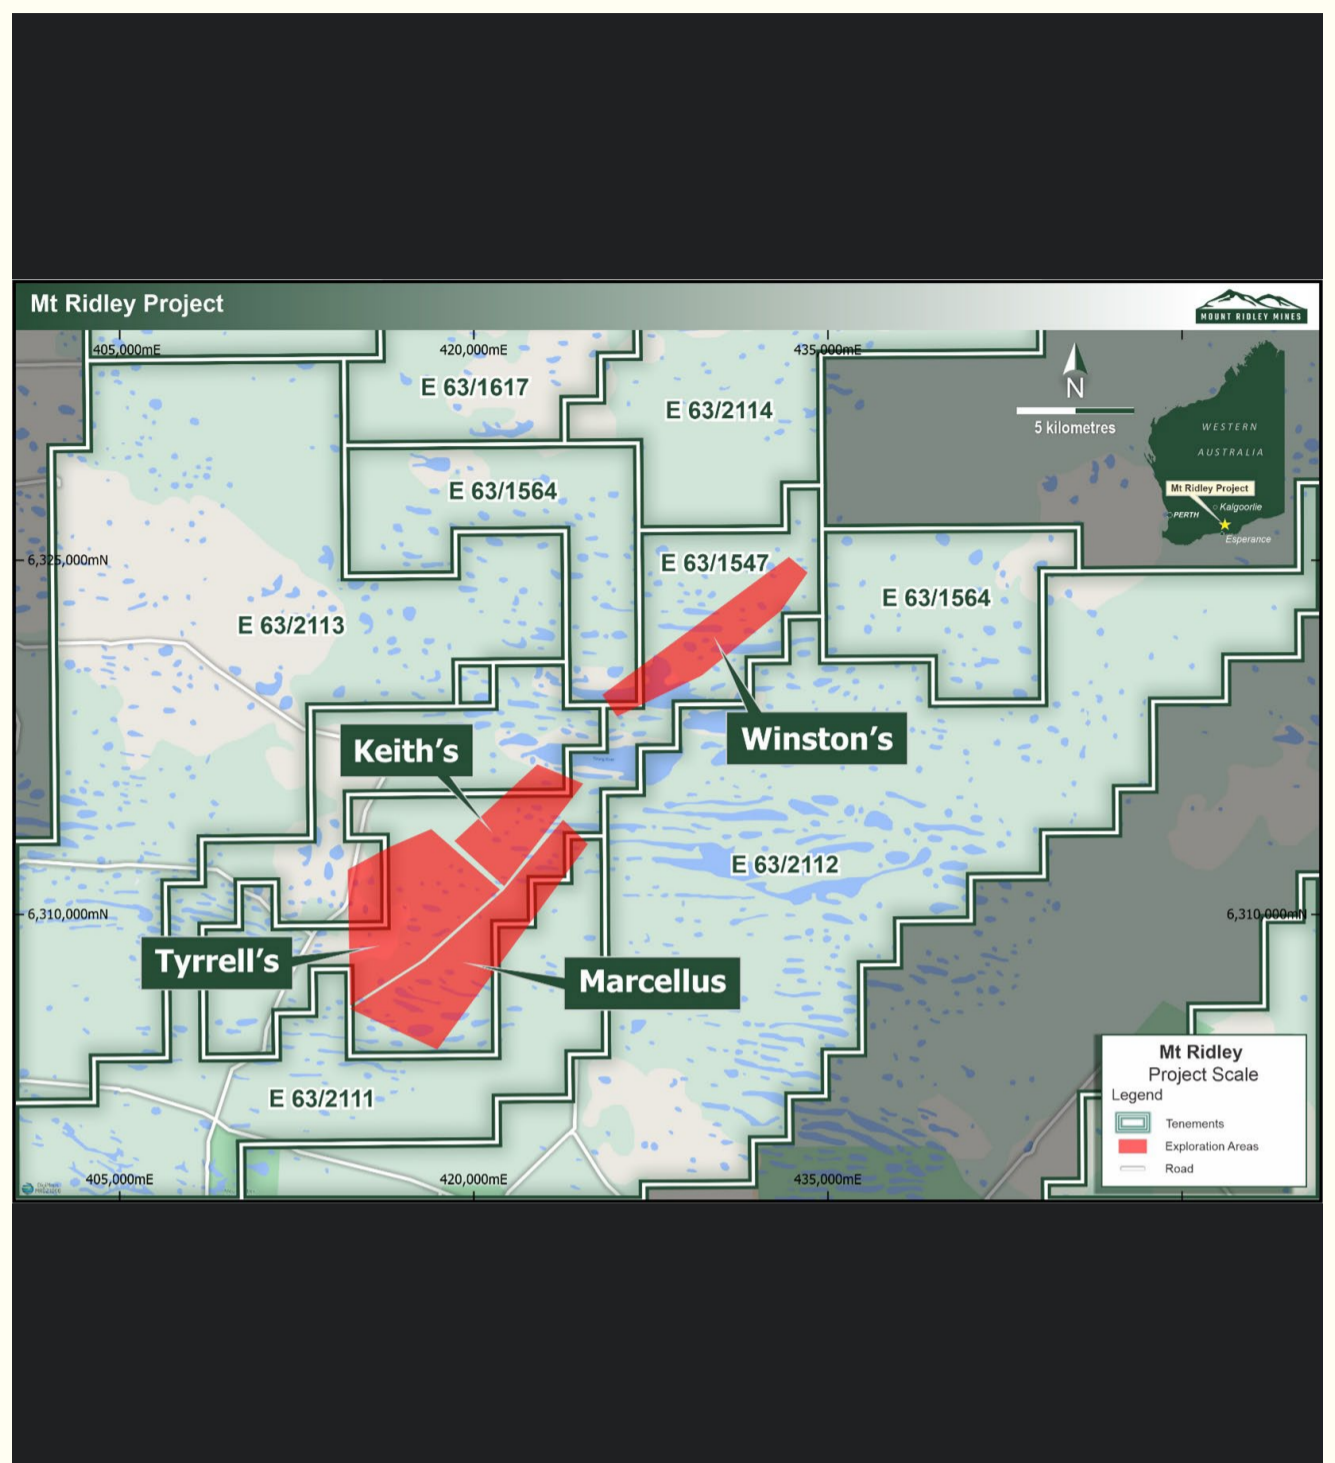 Mt Ridley Project
MOUNT RIDLEY MINES
405,000mE
420,000mE
435,000mE
E 63/1617
E 63/2114
N
5 kilometres
WESTERN
AUSTRALIA
Mt Ridley Project
Kalgoorlie
PERTH
Esperance
E 63/1564
6,325,000mN
E 63/1547
E 63/1564
E 63/2113
Keith's
Winston's
E 63/2112
6,310,000mN
6,310,000mN
Tyrrell's
Marcellus
E 63/2111
Mt Ridley
Project Scale
Legend
Tenements
Exploration Areas
Road
405,000mE
420,000mE
435,000mE